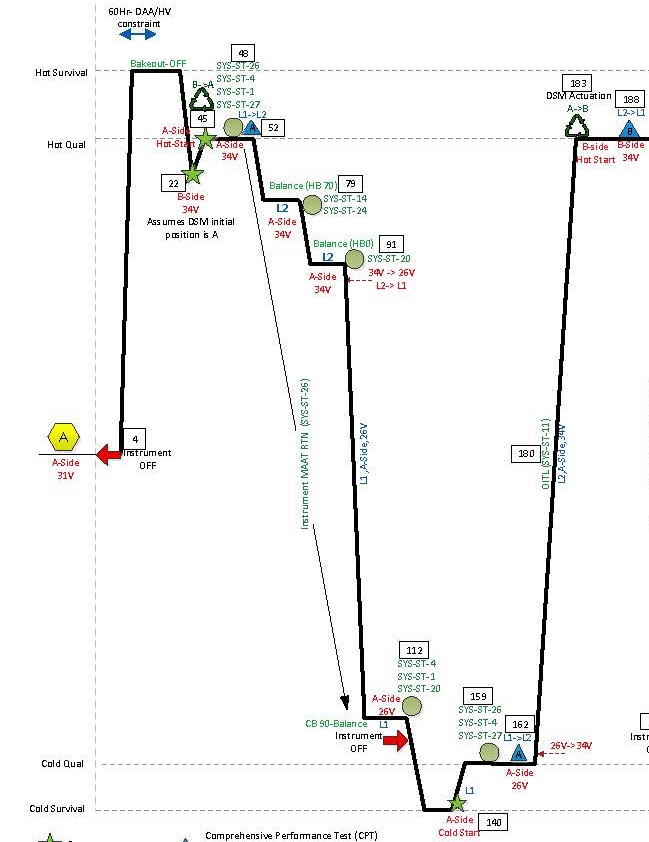 60Hr- DAA/HV
constraint
Bakeout-OFF
Hot Survival
48
SYS-ST-26
SYS-ST-4
SYS-ST-1
SYS-ST-27
B->A
45
L1->L2
A
52
A-Side
Hot-Start
Hot Qual
A-Side
34V
22
B-Side
34V
Assumes DSM initial
position is A
183
DSM Actuation
A->B
188
L2->L1
B
B-side
Hot Start
B-Side
34V
Balance (HB 70)
79
SYS-ST-14
SYS-ST-24
L2
A-Side
34V
Balance (HB0)
91
L2
SYS-ST-20
A-Side
34V
34V -> 26V
L2-> L1
Instrument MAAT RTN (SYS-ST-26)
L1 ,A-Side,26V
180
OITL (SYS-ST-11)
L2,A-Side,34V
A
A-Side
31V
4
Instrument
OFF
112
SYS-ST-4
SYS-ST-1
SYS-ST-20
A-Side
26V
CB 90-Balance
L1
Instrument
OFF
159
SYS-ST-26
SYS-ST-4
SYS-ST-27
162
L1->L2
A
26V->34V
Cold Qual
A-Side
26V
L1
Cold Survival
A-Side
Cold Start
140
Comprehensive Performance Test (CPT)